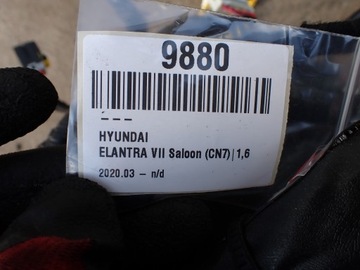 9880
– – –
HYUNDAI
ELANTRA VII Saloon (CN7)|1,6
2020.03 – n/d